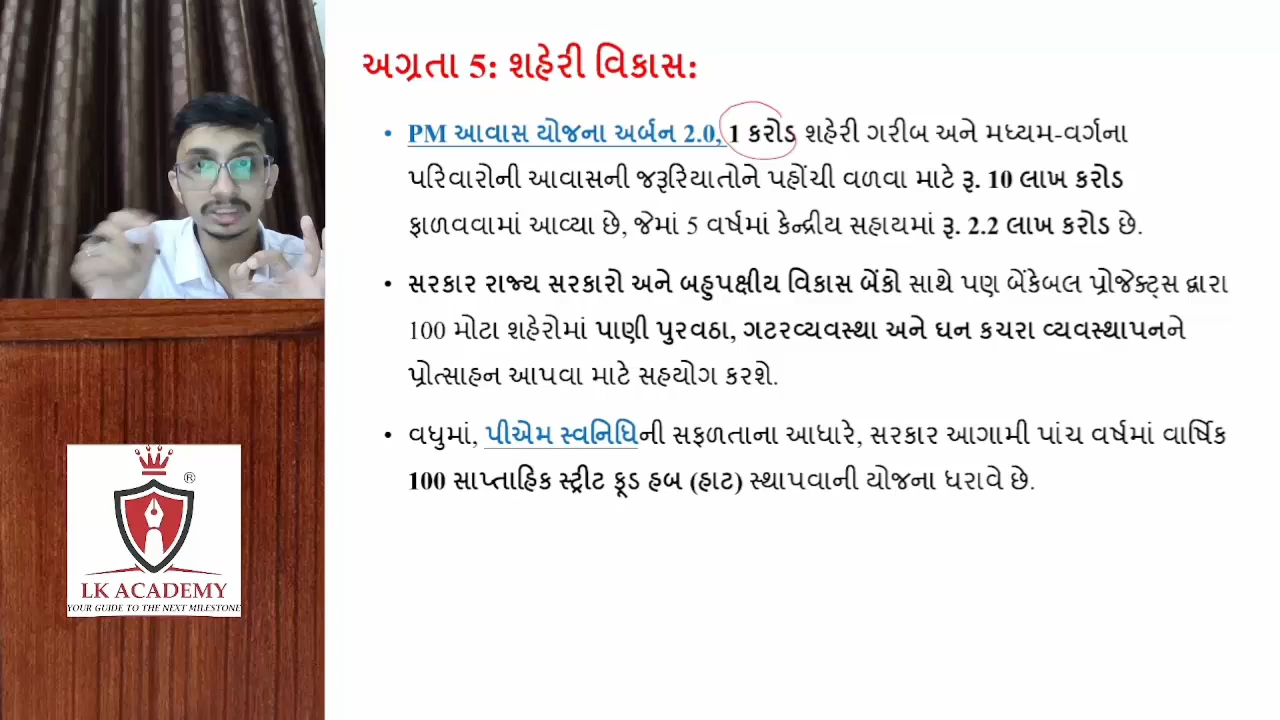 અગ્રતા 5: શહેરી વિકાસ:
• PM આવાસ યોજના અર્બન 2.0, 1 કરોડ શહેરી ગરીબ અને મધ્યમ-વર્ગના
પરિવારોની આવાસની જરૂરિયાતોને પહોંચી વળવા માટે રૂ. 10 લાખ કરોડ
ફાળવવામાં આવ્યા છે, જેમાં 5 વર્ષમાં કેન્દ્રીય સહાયમાં રૂ. 2.2 લાખ કરોડ છે.
• સરકાર રાજ્ય સરકારો અને બહુપક્ષીય વિકાસ બેંકો સાથે પણ બેંકેબલ પ્રોજેક્ટ્સ દ્વારા
100 મોટા શહેરોમાં પાણી પુરવઠા, ગટરવ્યવસ્થા અને ઘન કચરા વ્યવસ્થાપનને
પ્રોત્સાહન આપવા માટે સહયોગ કરશે.
• વધુમાં, પીએમ સ્વનિધિની સફળતાના આધારે, સરકાર આગામી પાંચ વર્ષમાં વાર્ષિક
100 સાપ્તાહિક સ્ટ્રીટ ફૂડ હબ (હાટ) સ્થાપવાની યોજના ધરાવે છે.
®
LK ACADEMY
YOUR GUIDE TO THE NEXT MILESTONE